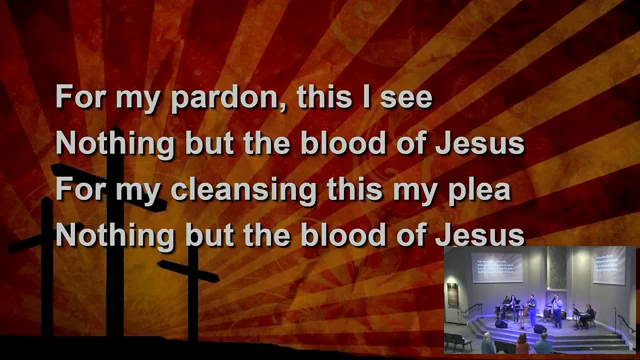 For my pardon, this I see
Nothing but the blood of Jesus
For my cleansing this my plea
Nothing but the blood of Jesus